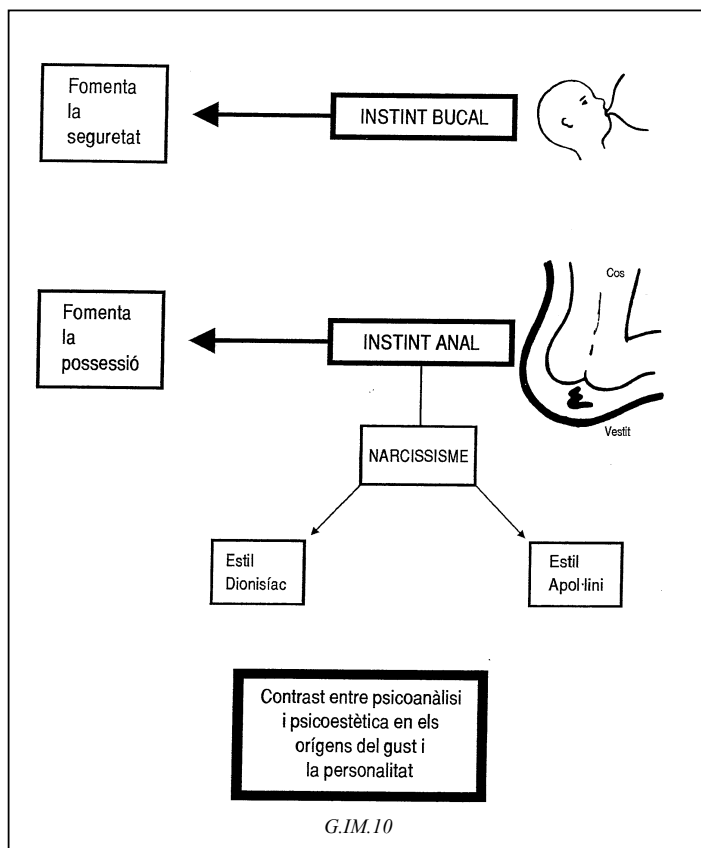 Fomenta
la
seguretat
INSTINT BUCAL
Cos
Fomenta
la
possessió
INSTINT ANAL
Vestit
NARCISSISME
Estil
Dionisíac
Estil
Apol·lini
Contrast entre psicoanàlisi
i psicoestètica en els
orígens del gust i
la personalitat
G.IM.10